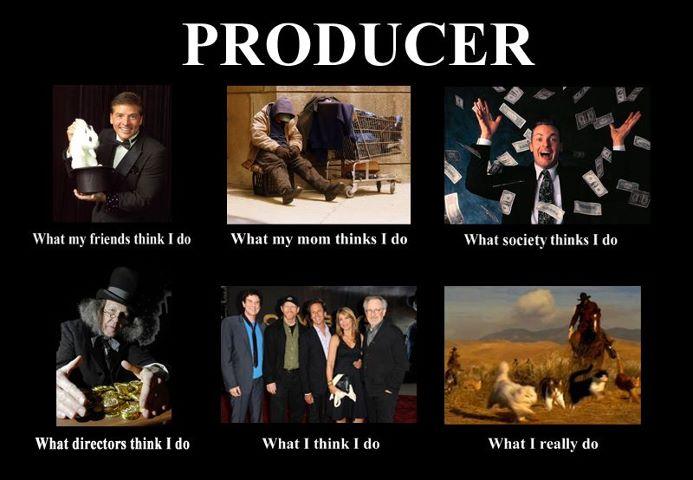 PRODUCER
What my friends think I do
What my mom thinks I do
What society thinks I do
What directors think I do
What I think I do
What I really do